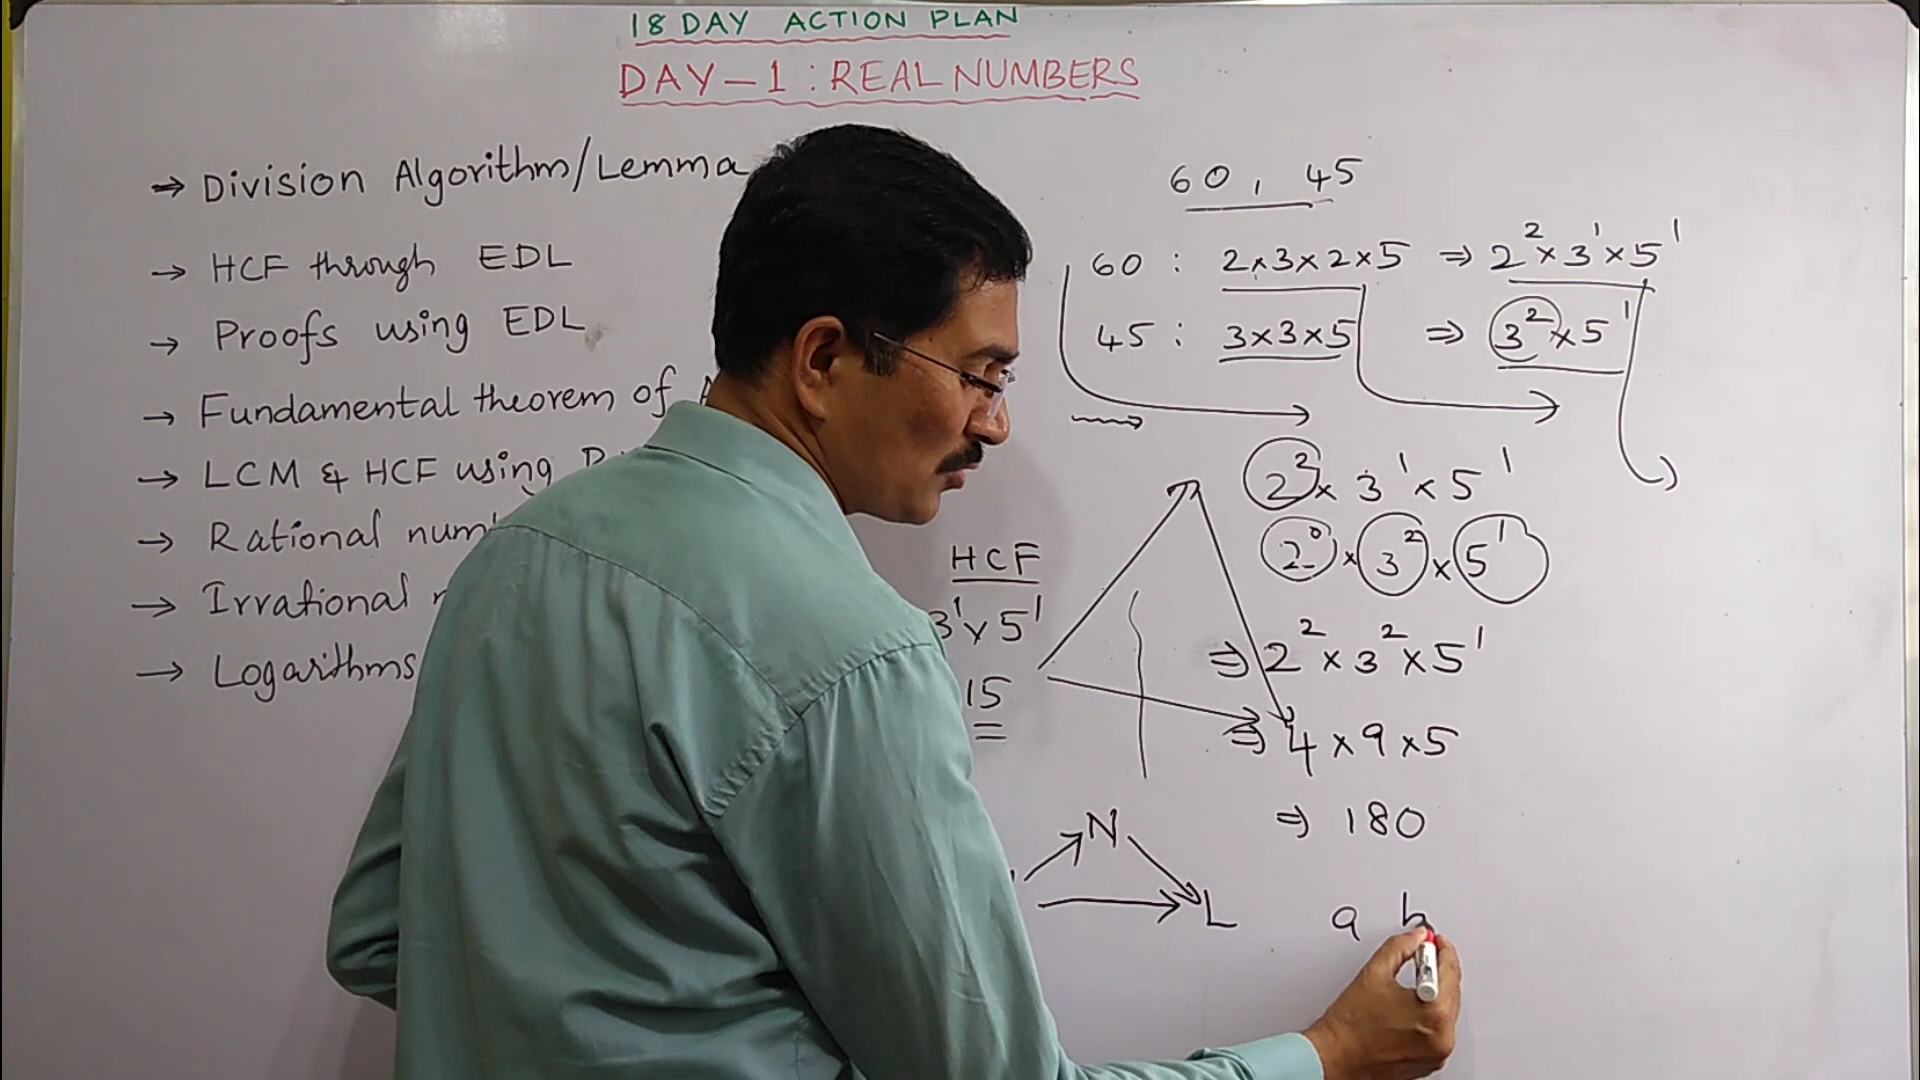 18 DAY ACTION PLAN
DAY-1 : REAL NUMBERS
→ Division Algorithm/Lemma
→ HCF through EDL
→ Proofs using EDL
→ Fundamental theorem of
→ LCM & HCF using
→ Rational
→ Irrational
→ Logarithms
60, 45
60 : 2×3×2×5 ⇒ 2² × 3¹ × 5¹
45 : 3×3×5 ⇒ 3² × 5¹
2² × 3¹ × 5¹
2⁰ × 3² × 5¹
⇒ 2² × 3² × 5¹
⇒ 4 × 9 × 5
⇒ 180
HCF
3¹ × 5¹
15
N
L
a b